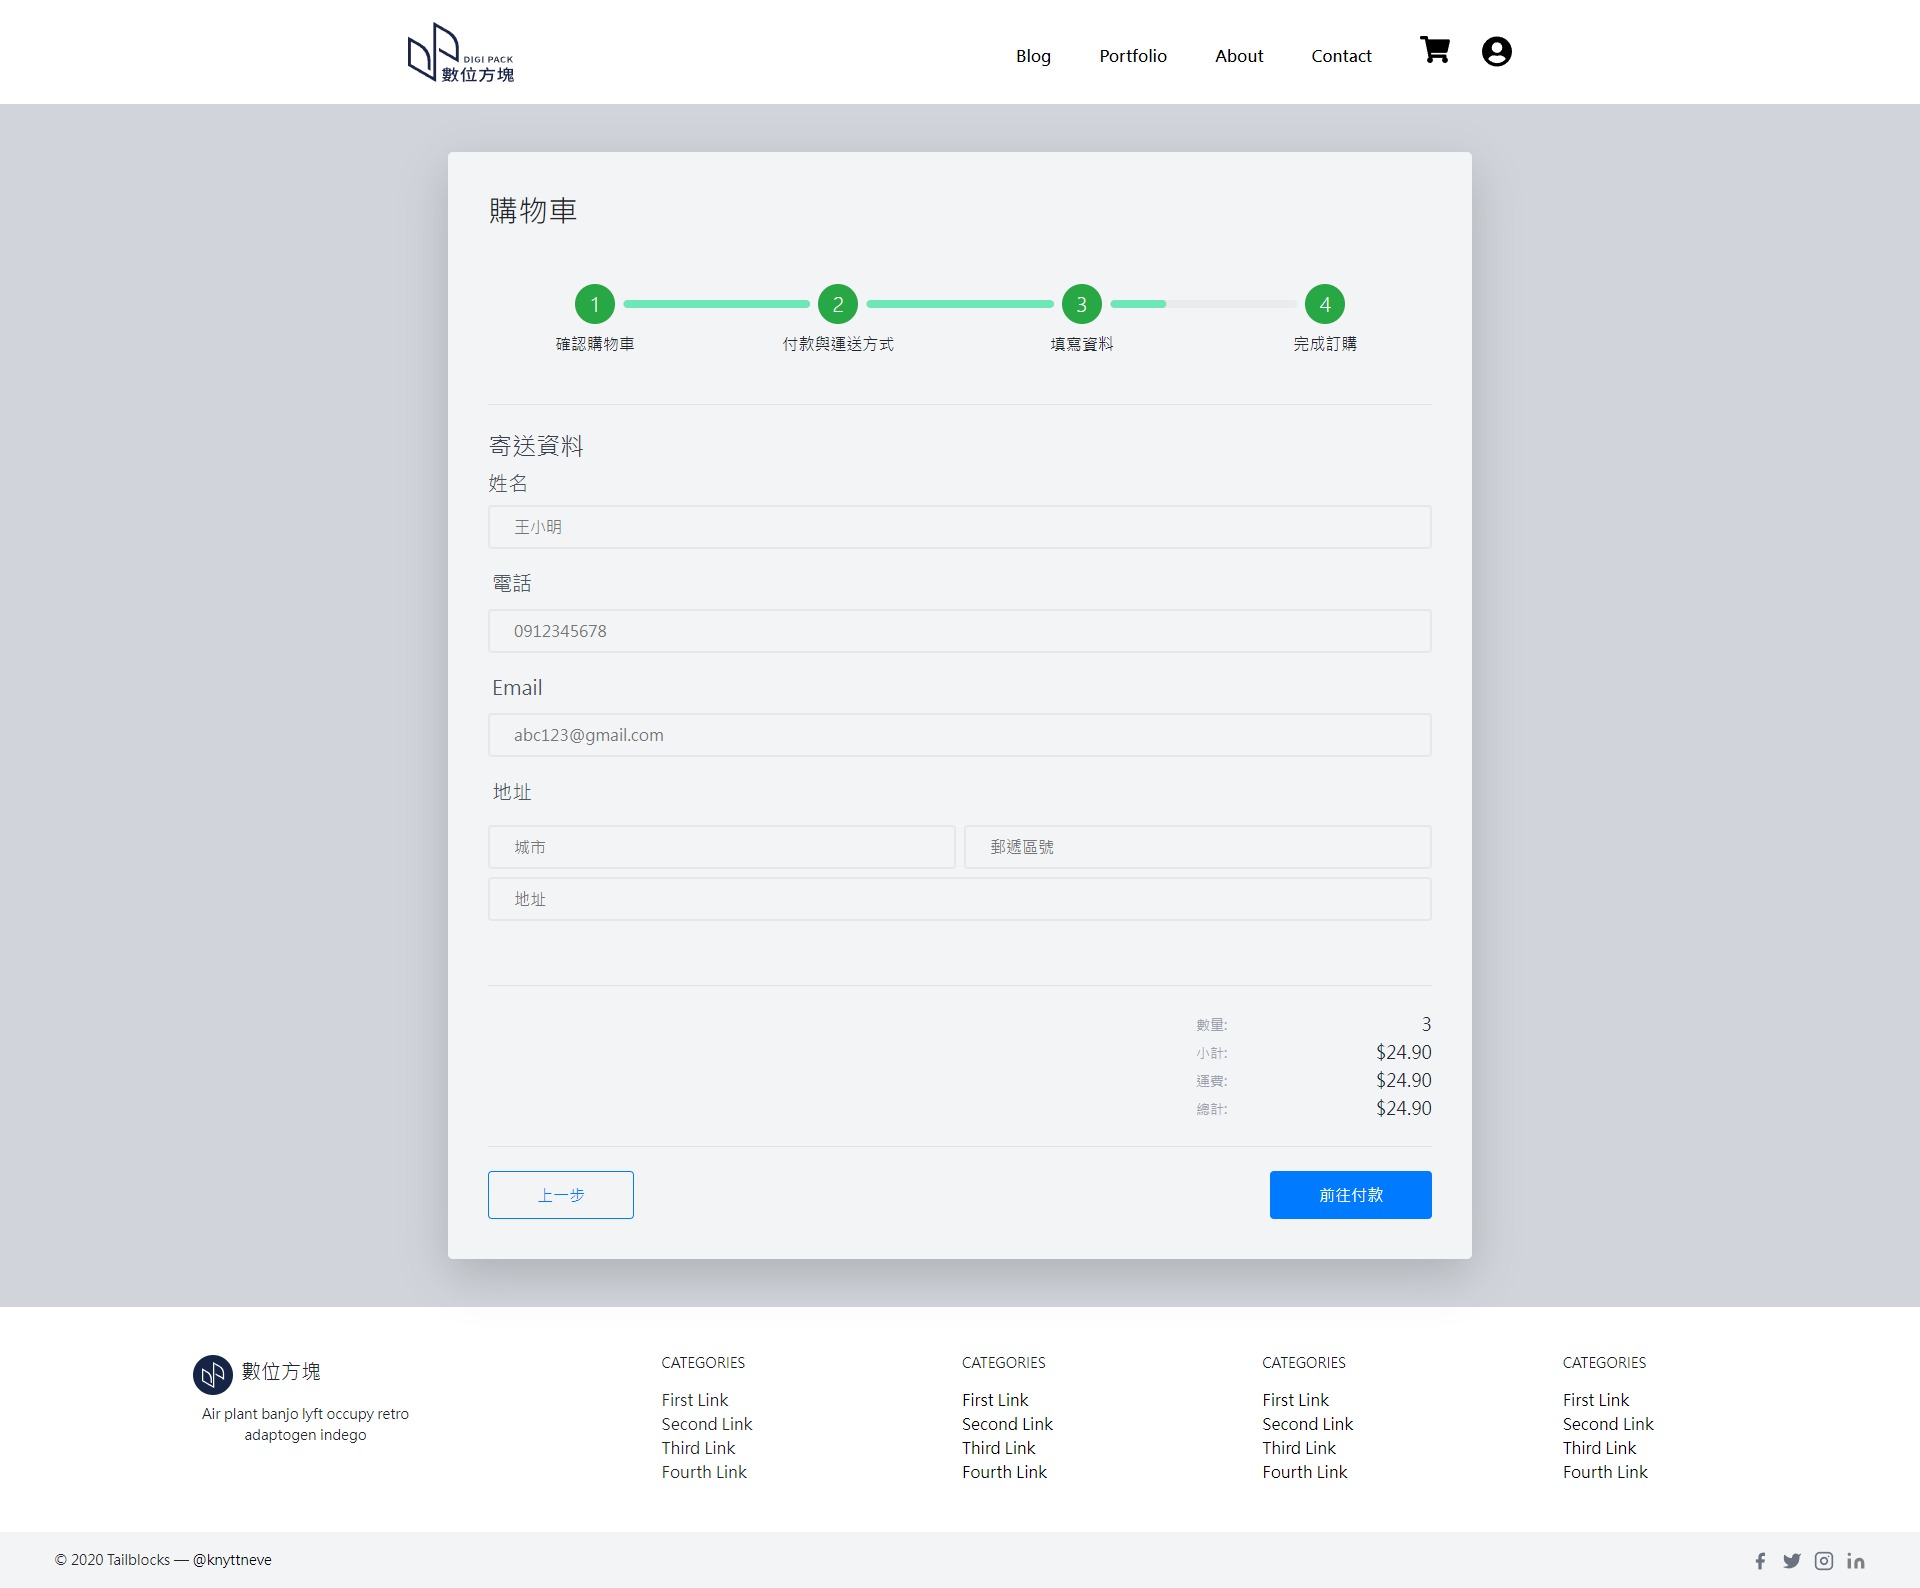 DIGI PACK
數位方塊
Blog
Portfolio
About
Contact
購物車
1
2
3
4
確認購物車
付款與運送方式
填寫資料
完成訂購
寄送資料
姓名
王小明
電話
0912345678
Email
abc123@gmail.com
地址
城市
郵遞區號
地址
數量: 3
小計: $24.90
運費: $24.90
總計: $24.90
上一步
前往付款
數位方塊
Air plant banjo lyft occupy retro
adaptogen indego
CATEGORIES
First Link
Second Link
Third Link
Fourth Link
CATEGORIES
First Link
Second Link
Third Link
Fourth Link
CATEGORIES
First Link
Second Link
Third Link
Fourth Link
CATEGORIES
First Link
Second Link
Third Link
Fourth Link
© 2020 Tailblocks — @knyttneve